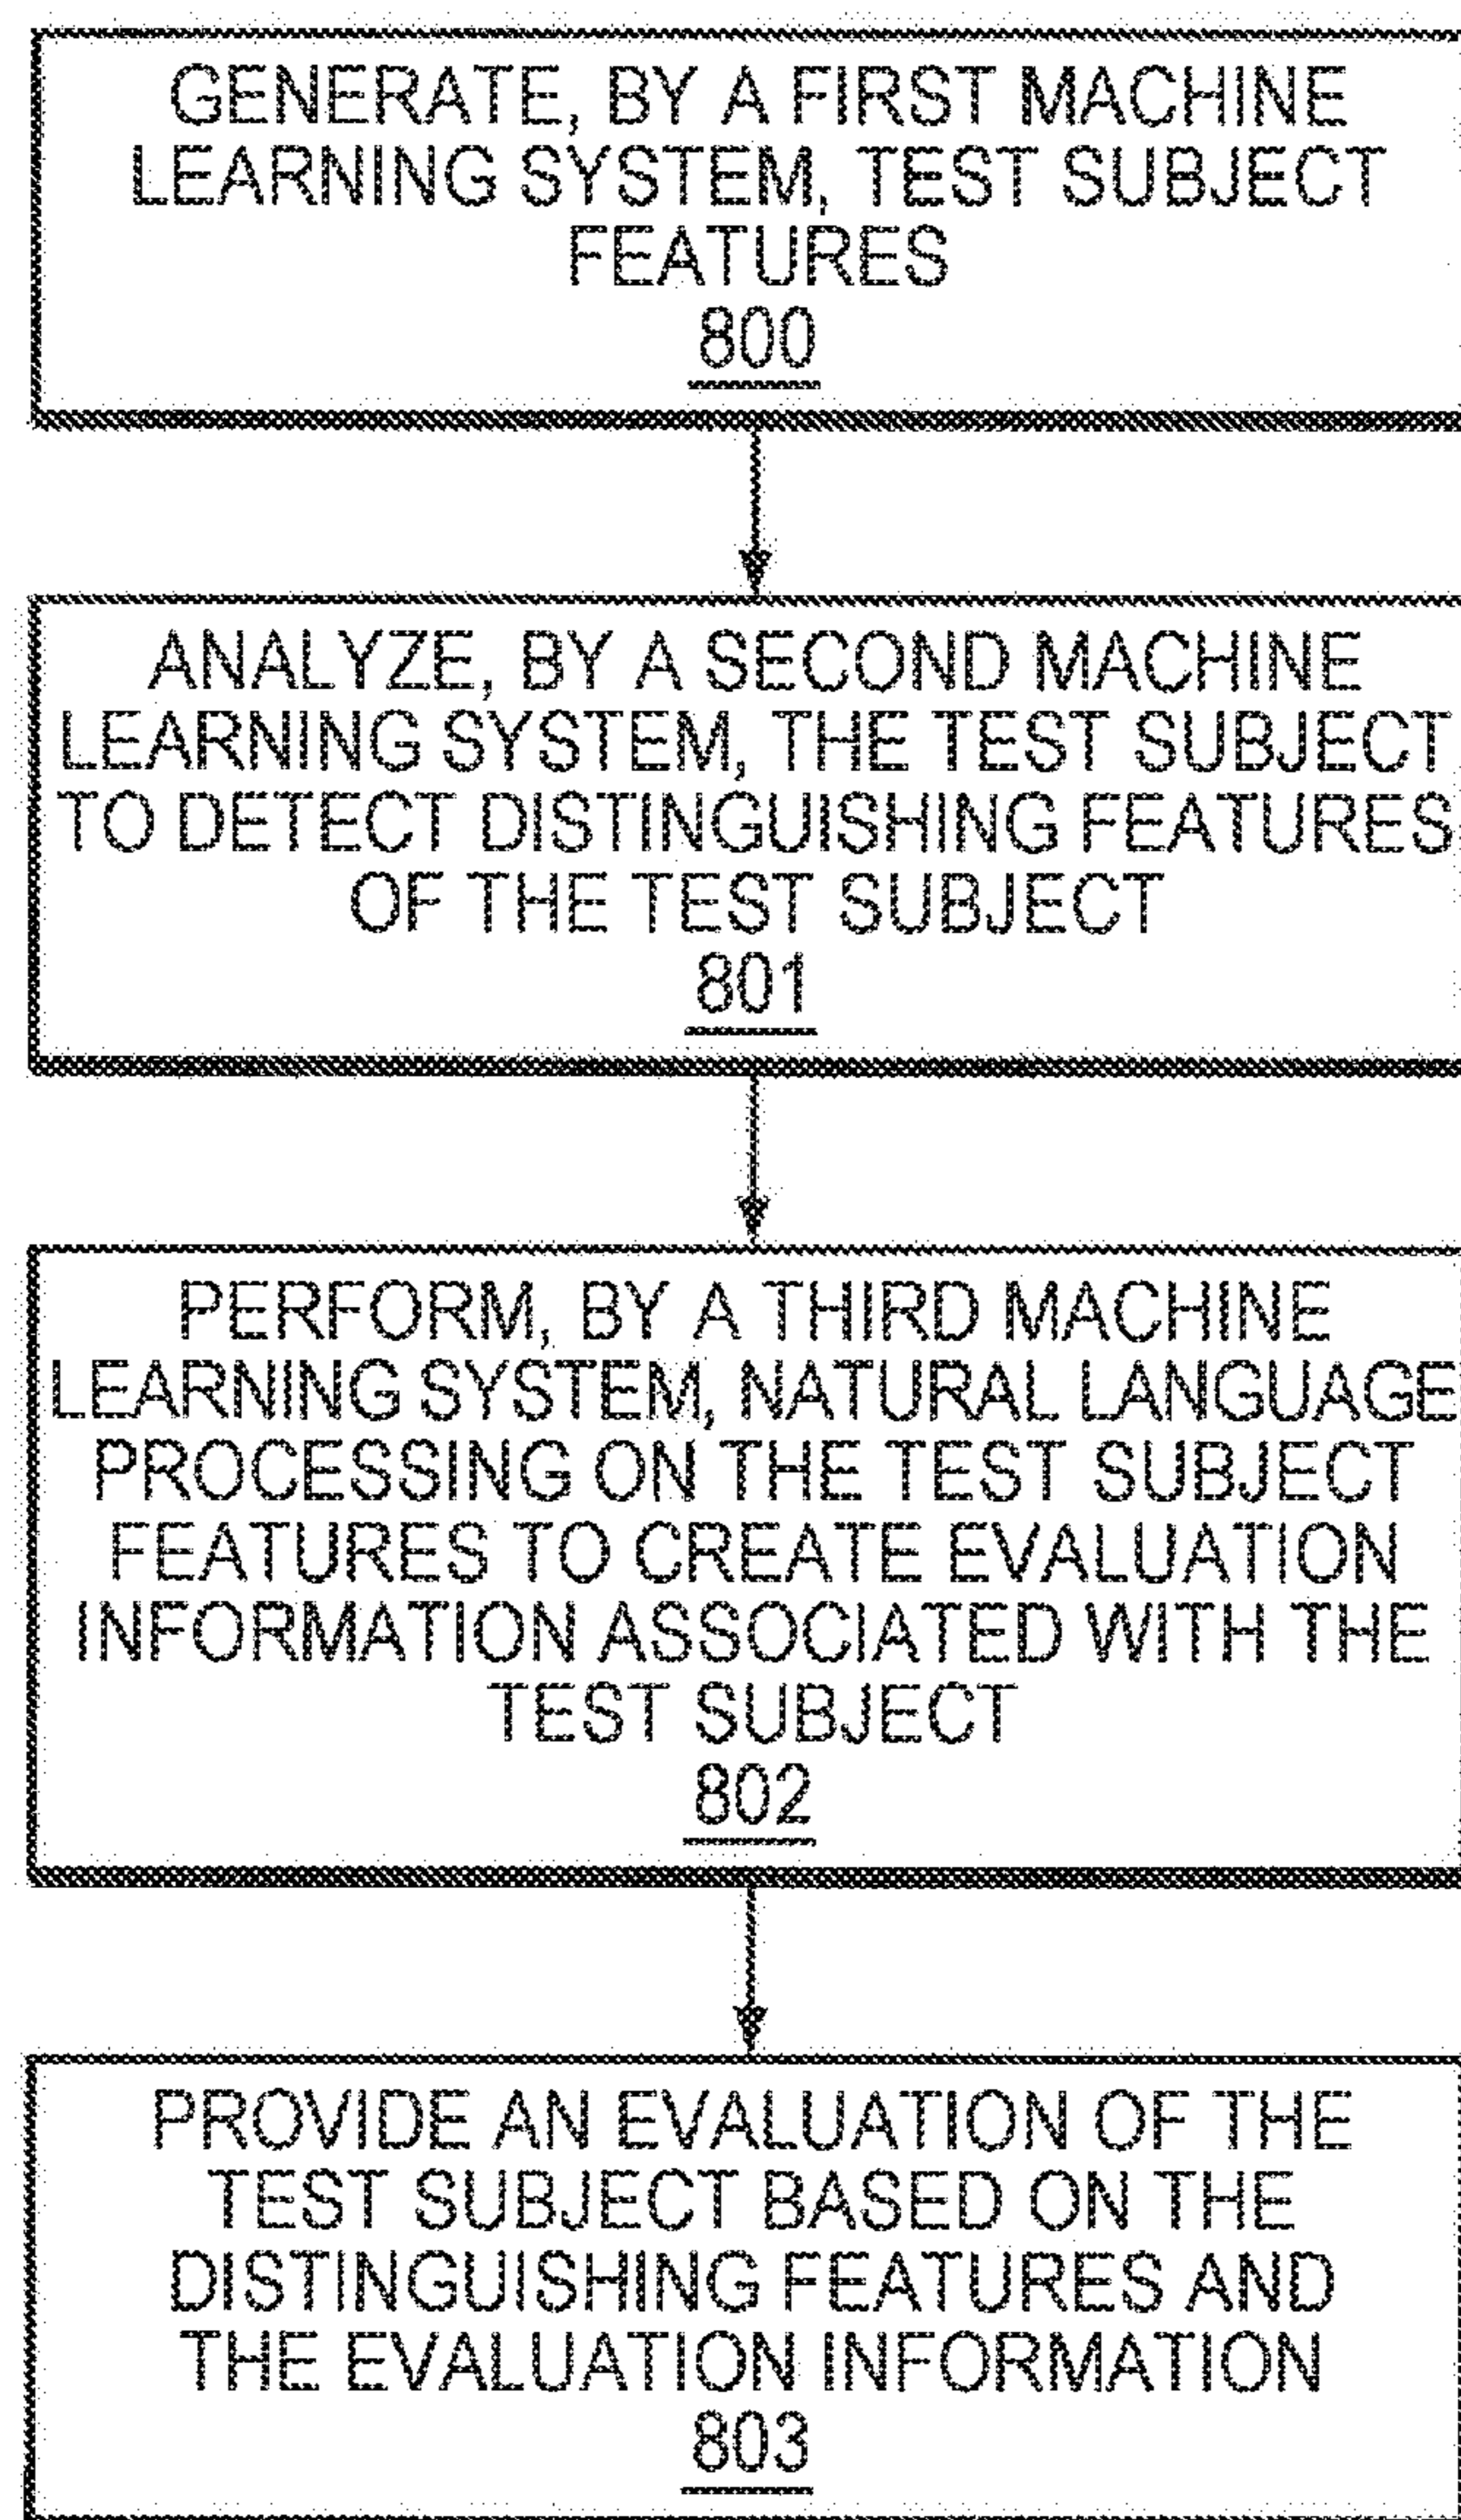 GENERATE, BY A FIRST MACHINE
LEARNING SYSTEM, TEST SUBJECT
FEATURES
800
ANALYZE, BY A SECOND MACHINE
LEARNING SYSTEM, THE TEST SUBJECT
TO DETECT DISTINGUISHING FEATURES
OF THE TEST SUBJECT
801
PERFORM, BY A THIRD MACHINE
LEARNING SYSTEM, NATURAL LANGUAGE
PROCESSING ON THE TEST SUBJECT
FEATURES TO CREATE EVALUATION
INFORMATION ASSOCIATED WITH THE
TEST SUBJECT
802
PROVIDE AN EVALUATION OF THE
TEST SUBJECT BASED ON THE
DISTINGUISHING FEATURES AND
THE EVALUATION INFORMATION
803